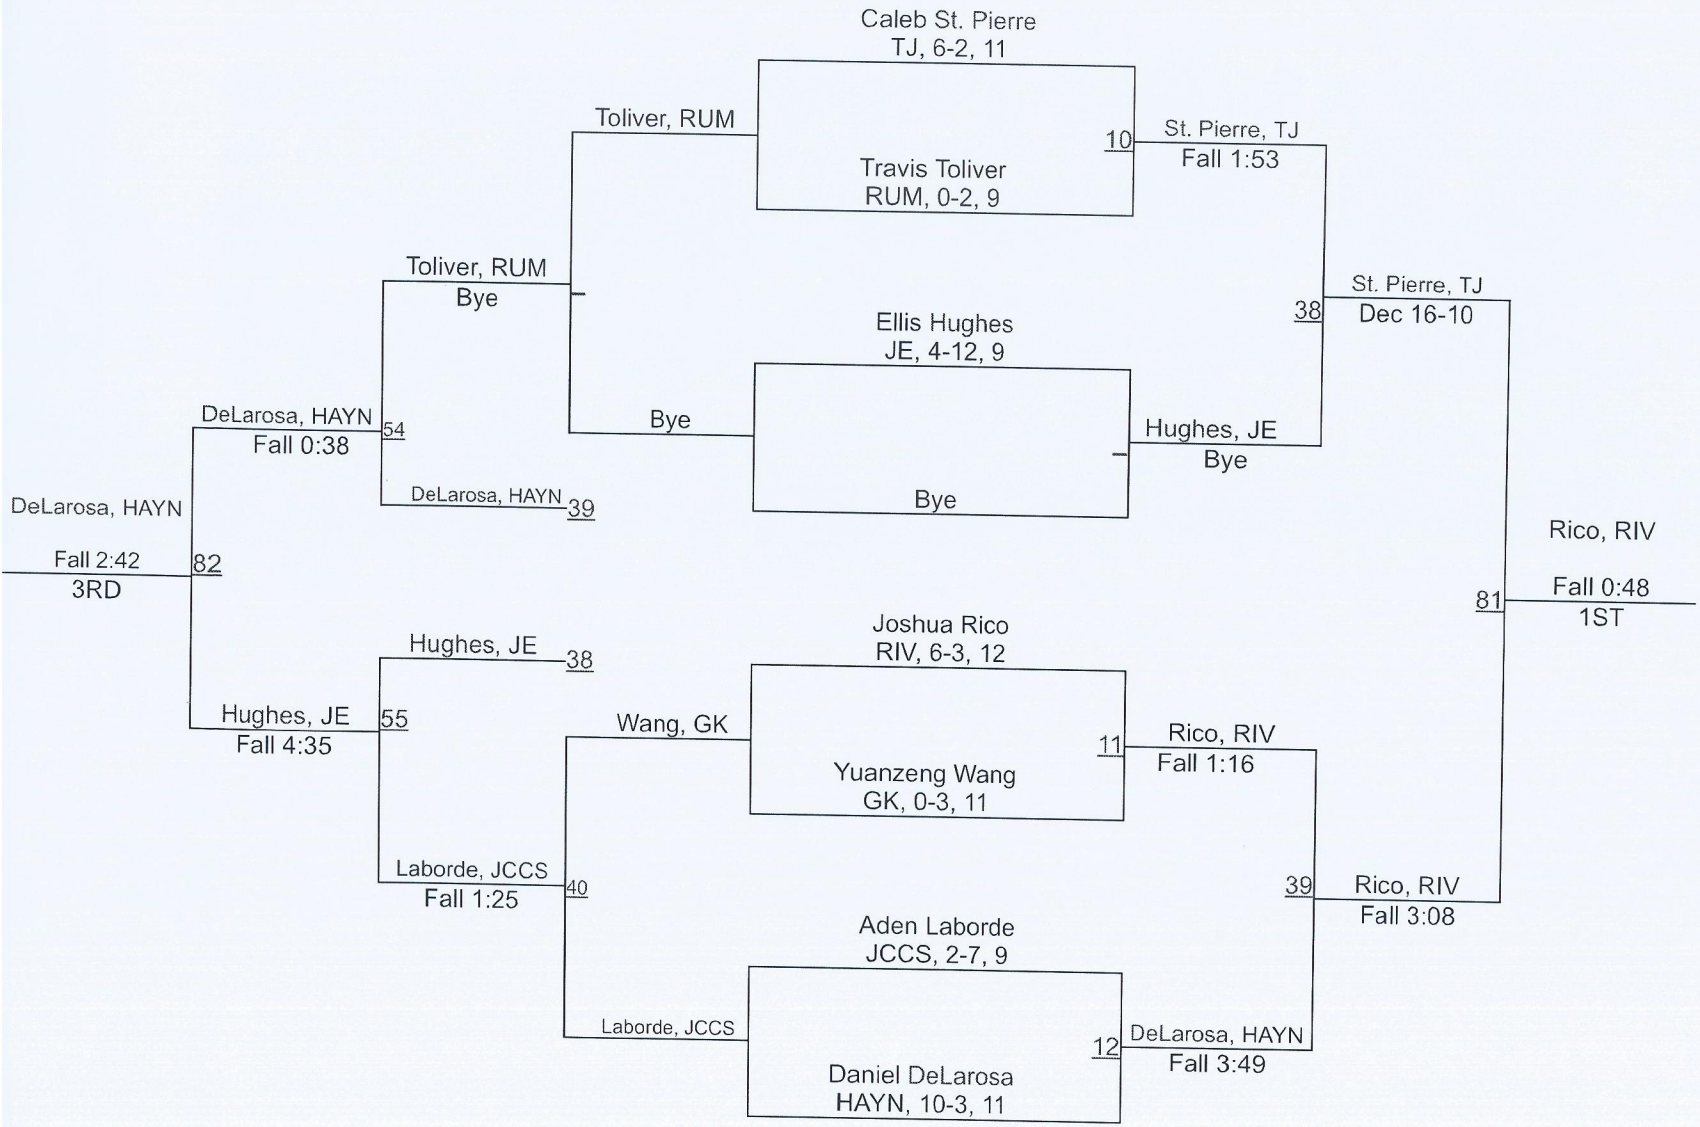 Caleb St. Pierre
TJ, 6-2, 11
Toliver, RUM
10
St. Pierre, TJ
Fall 1:53
Travis Toliver
RUM, 0-2, 9
Toliver, RUM
Bye
St. Pierre, TJ
Dec 16-10
38
Ellis Hughes
JE, 4-12, 9
DeLarosa, HAYN
Fall 0:38
54
Bye
Hughes, JE
Bye
DeLarosa, HAYN
39
Bye
DeLarosa, HAYN
Fall 2:42
3RD
82
Rico, RIV
Fall 0:48
1ST
81
Joshua Rico
RIV, 6-3, 12
Hughes, JE
38
Hughes, JE
Fall 4:35
55
Wang, GK
11
Rico, RIV
Fall 1:16
Yuanzeng Wang
GK, 0-3, 11
Laborde, JCCS
Fall 1:25
40
39
Rico, RIV
Fall 3:08
Aden Laborde
JCCS, 2-7, 9
Laborde, JCCS
12
DeLarosa, HAYN
Fall 3:49
Daniel DeLarosa
HAYN, 10-3, 11